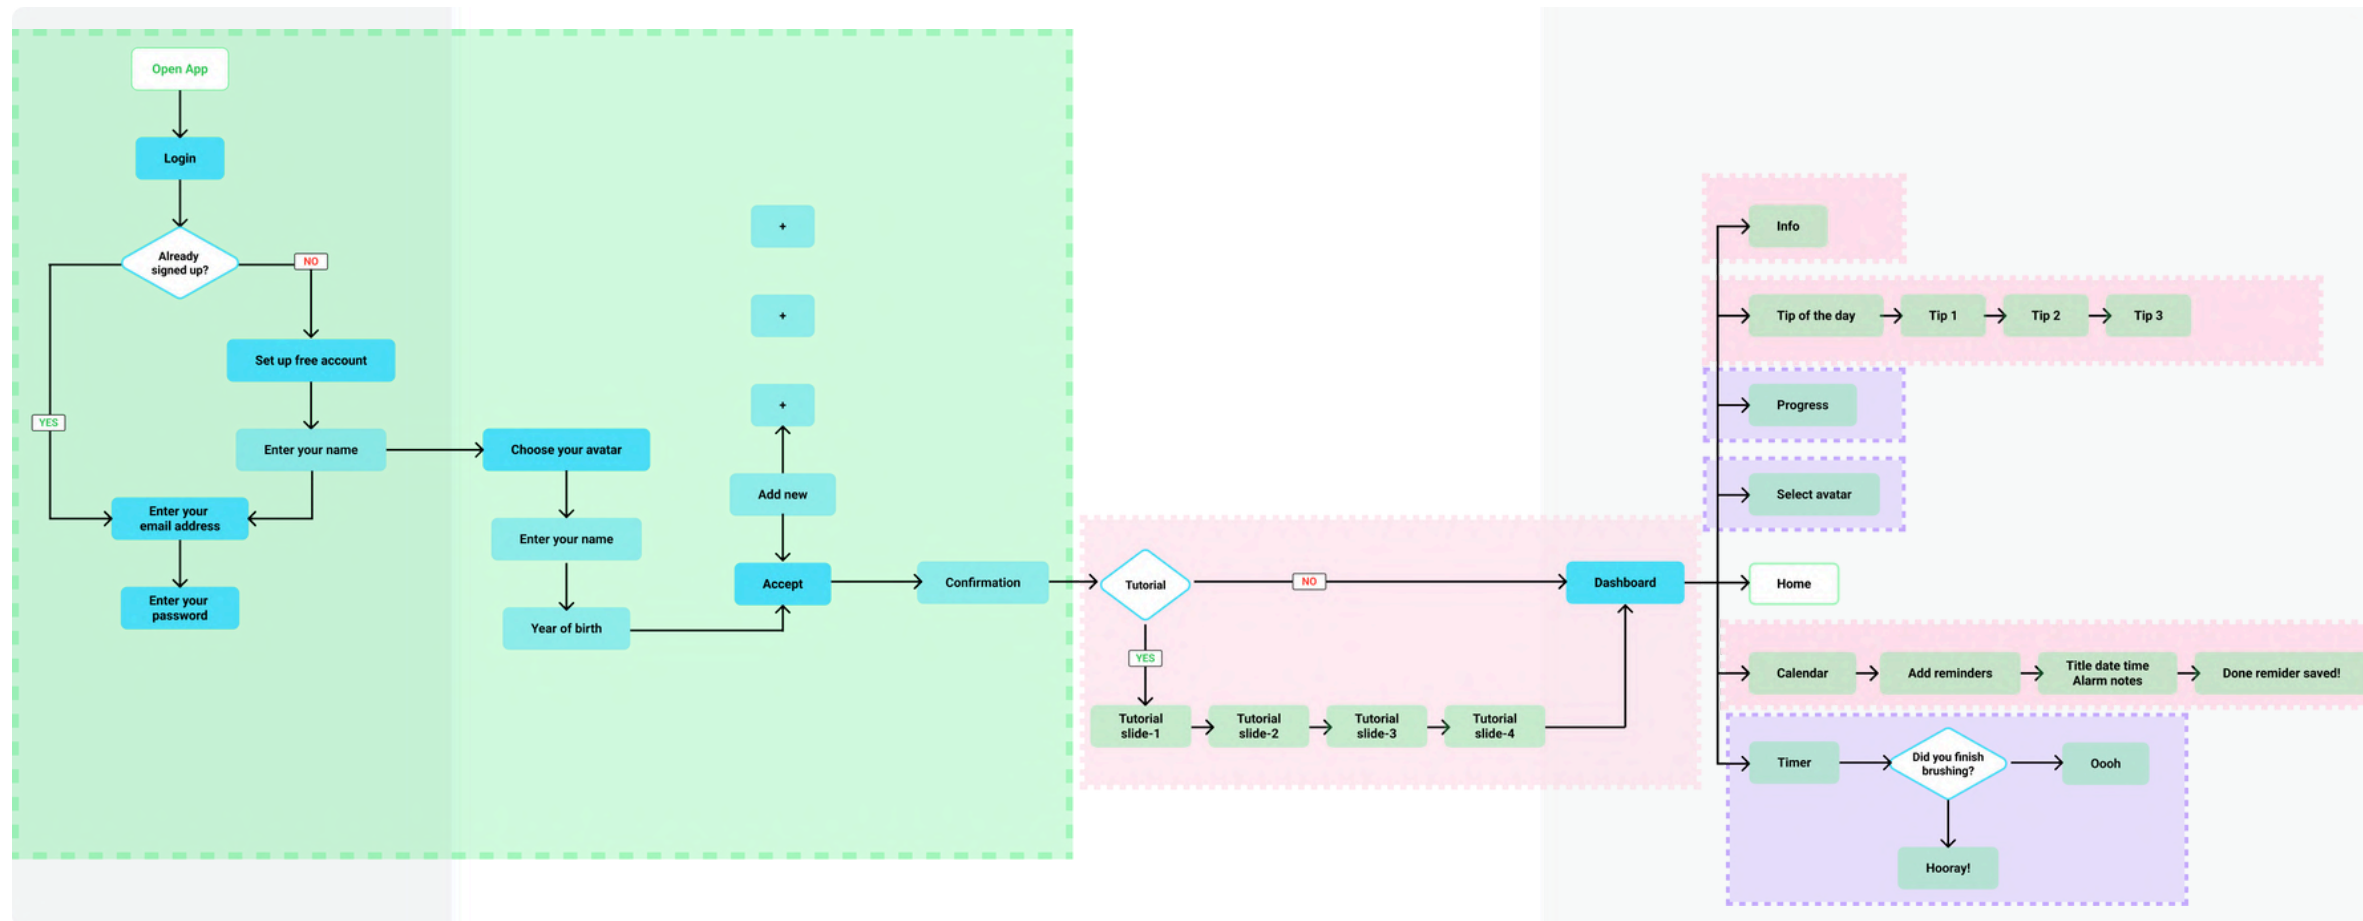 Open App
Login
Already
signed up?
NO
YES
Set up free account
Enter your name
Enter your
email address
Enter your
password
Choose your avatar
Enter your name
Year of birth
+
+
+
Add new
Accept
Confirmation
Tutorial
NO
YES
Tutorial
slide-1
Tutorial
slide-2
Tutorial
slide-3
Tutorial
slide-4
Dashboard
Info
Tip of the day
Tip 1
Tip 2
Tip 3
Progress
Select avatar
Home
Calendar
Add reminders
Title date time
Alarm notes
Done remider saved!
Timer
Did you finish
brushing?
Oooh
Hooray!